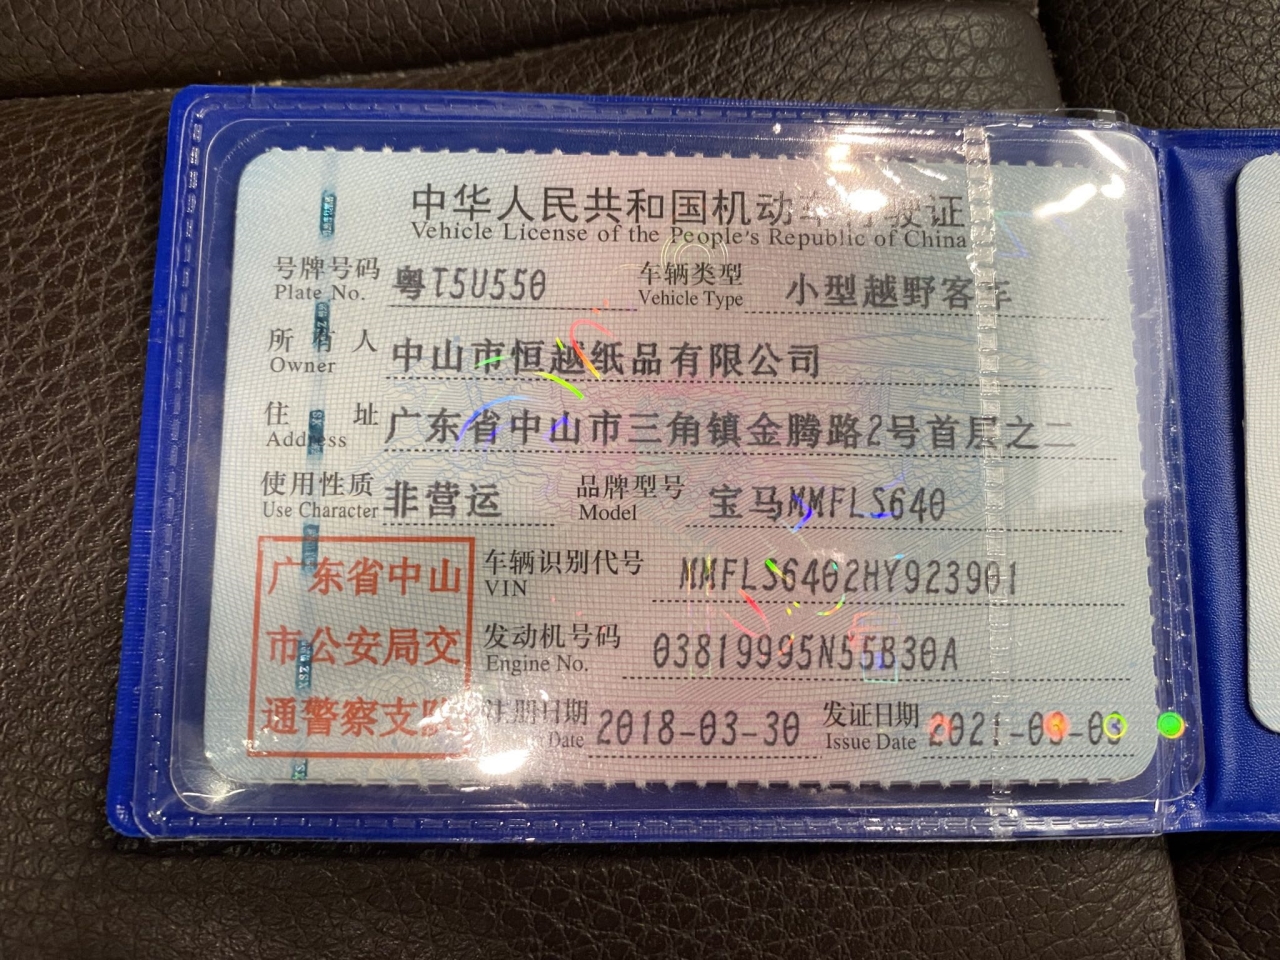 中华人民共和国机动车行驶证
Vehicle License of the People's Republic of China
号牌号码 粤T5U550 车辆类型 小型越野客车
Plate No. Vehicle Type
所有人 中山市恒越纸品有限公司
Owner
住址 广东省中山市三角镇金腾路2号首层之二
Address
使用性质 非营运 品牌型号 宝马MMFLS640
Use Character Model
广东省中山
市公安局交
通警察支队
车辆识别代号 MMFLS6402HY923901
VIN
发动机号码 03819995N55B30A
Engine No.
注册日期 2018-03-30 发证日期
Date Issue Date